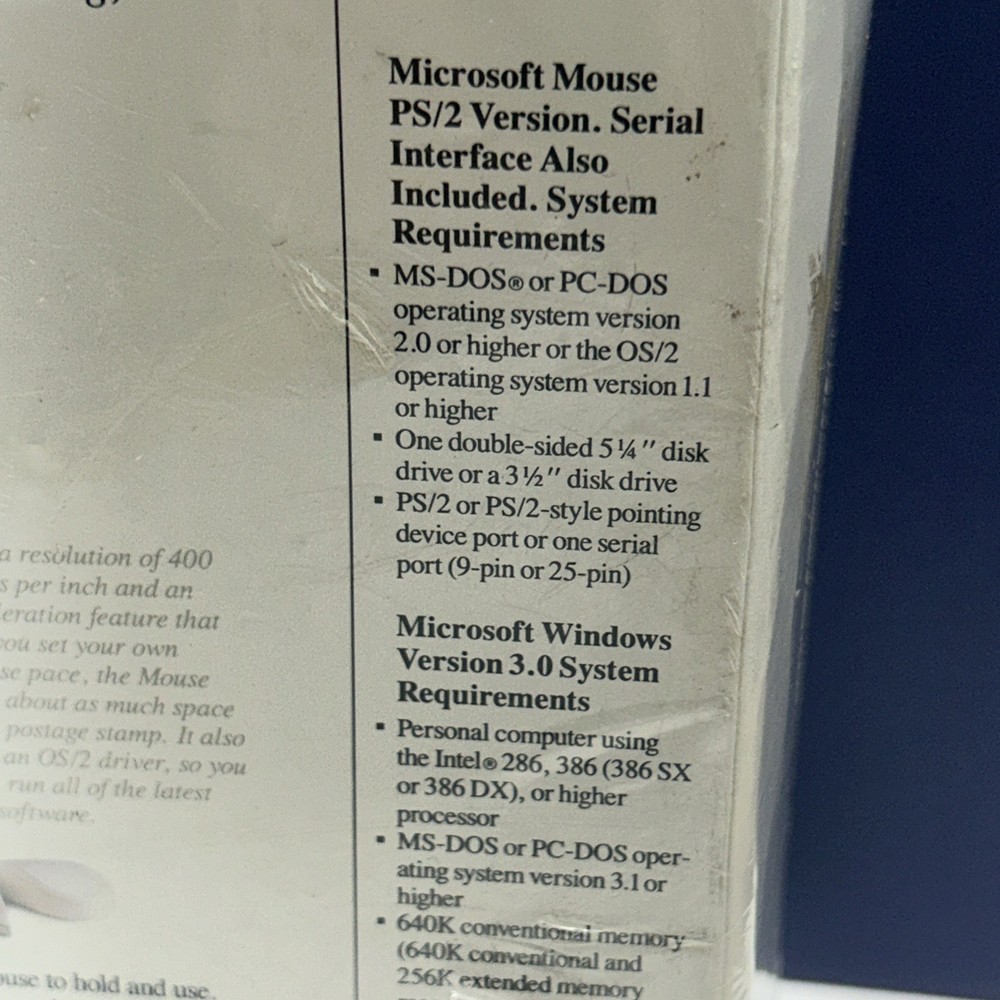 Microsoft Mouse
PS/2 Version. Serial
Interface Also
Included. System
Requirements
▪ MS-DOS® or PC-DOS
operating system version
2.0 or higher or the OS/2
operating system version 1.1
or higher
▪ One double-sided 5¼″ disk
drive or a 3½″ disk drive
▪ PS/2 or PS/2-style pointing
device port or one serial
port (9-pin or 25-pin)
Microsoft Windows
Version 3.0 System
Requirements
▪ Personal computer using
the Intel® 286, 386 (386 SX
or 386 DX), or higher
processor
▪ MS-DOS or PC-DOS oper-
ating system version 3.1 or
higher
▪ 640K conventional memory
(640K conventional and
256K extended memory
a resolution of 400
per inch and an
feature that
set your own
pace, the Mouse
about as much space
postage stamp. It also
an OS/2 driver, so you
run all of the latest
software.
to hold and use.